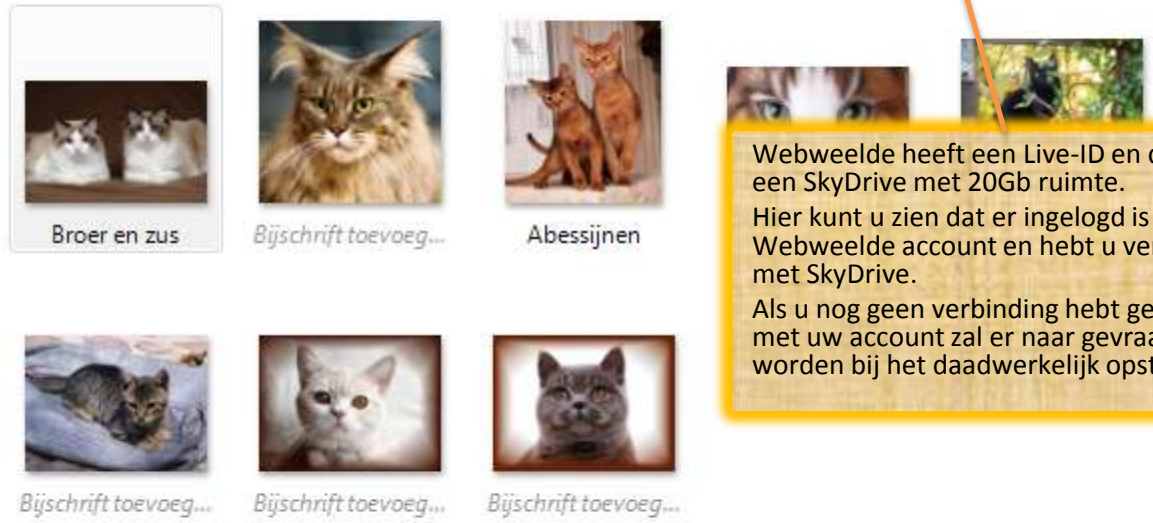 Broer en zus
Bijschrift toevoeg...
Abessijnen
Webweelde heeft een Live-ID en
een SkyDrive met 20Gb ruimte.
Hier kunt u zien dat er ingelogd is
Webweelde account en hebt u
met SkyDrive.
Als u nog geen verbinding hebt
met uw account zal er naar
worden bij het daadwerkelijk
Bijschrift toevoeg...
Bijschrift toevoeg...
Bijschrift toevoeg...